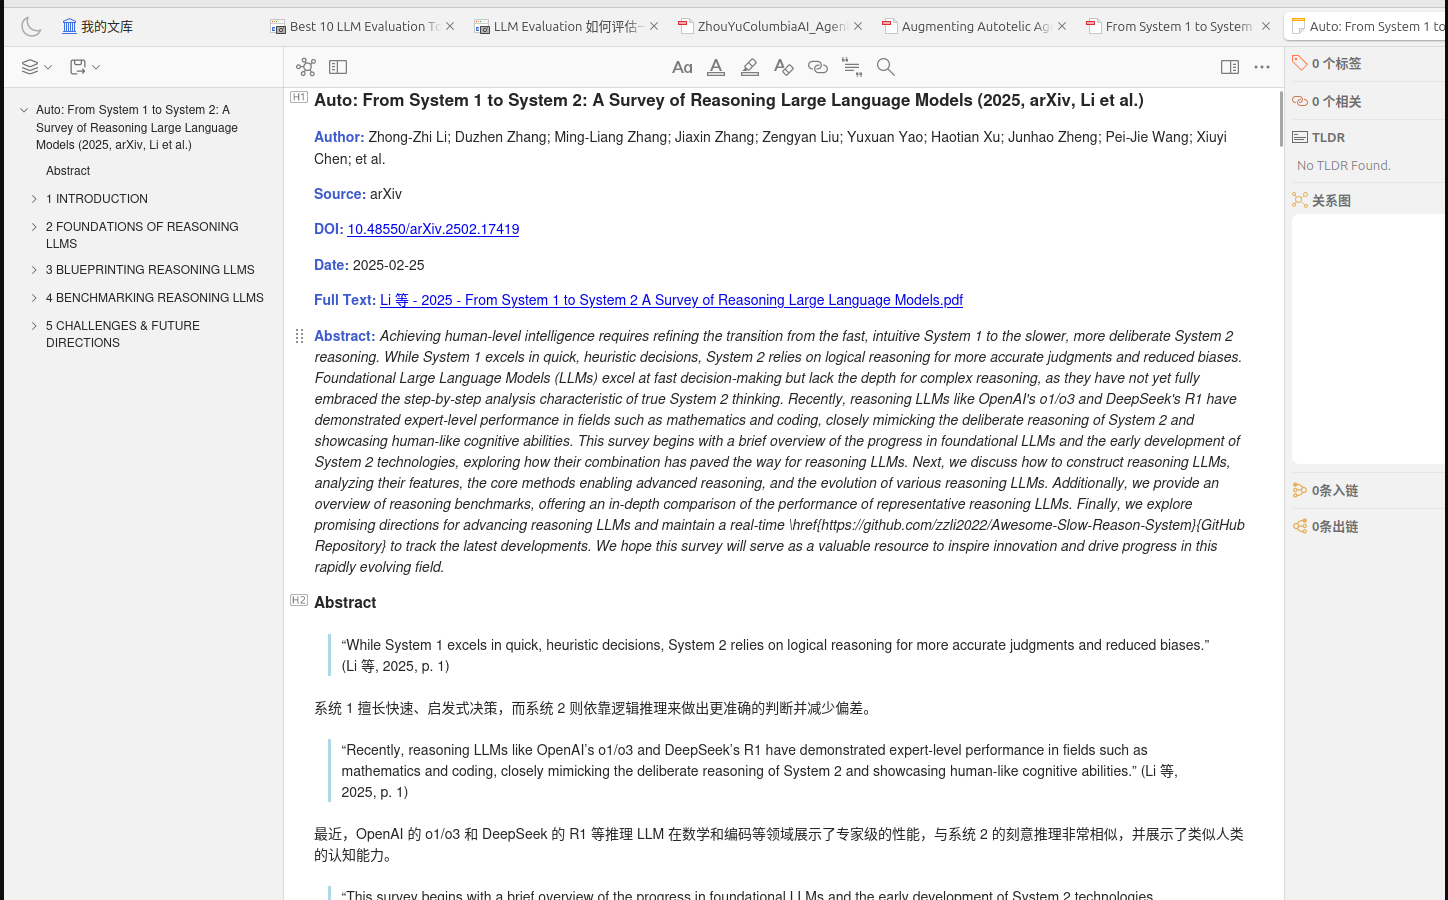 我的文库
Best 10 LLM Evaluation To
LLM Evaluation 如何评估
ZhouYuColumbiaAI_Agen
Augmenting Autotelic Ag
From System 1 to System
Auto: From System 1 to
Auto: From System 1 to System 2: A
Survey of Reasoning Large Language
Models (2025, arXiv, Li et al.)
Abstract
1 INTRODUCTION
2 FOUNDATIONS OF REASONING
LLMS
3 BLUEPRINTING REASONING LLMS
4 BENCHMARKING REASONING LLMS
5 CHALLENGES & FUTURE
DIRECTIONS
Aa
H1
Auto: From System 1 to System 2: A Survey of Reasoning Large Language Models (2025, arXiv, Li et al.)
Author: Zhong-Zhi Li; Duzhen Zhang; Ming-Liang Zhang; Jiaxin Zhang; Zengyan Liu; Yuxuan Yao; Haotian Xu; Junhao Zheng; Pei-Jie Wang; Xiuyi
Chen; et al.
Source: arXiv
DOI: 10.48550/arXiv.2502.17419
Date: 2025-02-25
Full Text: Li 等 - 2025 - From System 1 to System 2 A Survey of Reasoning Large Language Models.pdf
Abstract: Achieving human-level intelligence requires refining the transition from the fast, intuitive System 1 to the slower, more deliberate System 2
reasoning. While System 1 excels in quick, heuristic decisions, System 2 relies on logical reasoning for more accurate judgments and reduced biases.
Foundational Large Language Models (LLMs) excel at fast decision-making but lack the depth for complex reasoning, as they have not yet fully
embraced the step-by-step analysis characteristic of true System 2 thinking. Recently, reasoning LLMs like OpenAI's o1/o3 and DeepSeek's R1 have
demonstrated expert-level performance in fields such as mathematics and coding, closely mimicking the deliberate reasoning of System 2 and
showcasing human-like cognitive abilities. This survey begins with a brief overview of the progress in foundational LLMs and the early development of
System 2 technologies, exploring how their combination has paved the way for reasoning LLMs. Next, we discuss how to construct reasoning LLMs,
analyzing their features, the core methods enabling advanced reasoning, and the evolution of various reasoning LLMs. Additionally, we provide an
overview of reasoning benchmarks, offering an in-depth comparison of the performance of representative reasoning LLMs. Finally, we explore
promising directions for advancing reasoning LLMs and maintain a real-time \href{https://github.com/zzli2022/Awesome-Slow-Reason-System}{GitHub
Repository} to track the latest developments. We hope this survey will serve as a valuable resource to inspire innovation and drive progress in this
rapidly evolving field.
H2
Abstract
“While System 1 excels in quick, heuristic decisions, System 2 relies on logical reasoning for more accurate judgments and reduced biases.”
(Li 等, 2025, p. 1)
系统 1 擅长快速、启发式决策，而系统 2 则依靠逻辑推理来做出更准确的判断并减少偏差。
“Recently, reasoning LLMs like OpenAI’s o1/o3 and DeepSeek’s R1 have demonstrated expert-level performance in fields such as
mathematics and coding, closely mimicking the deliberate reasoning of System 2 and showcasing human-like cognitive abilities.” (Li 等,
2025, p. 1)
最近，OpenAI 的 o1/o3 和 DeepSeek 的 R1 等推理 LLM 在数学和编码等领域展示了专家级的性能，与系统 2 的刻意推理非常相似，并展示了类似人类
的认知能力。
“This survey begins with a brief overview of the progress in foundational LLMs and the early development of System 2 technologies,
0 个标签
0 个相关
TLDR
No TLDR Found.
关系图
0条入链
0条出链